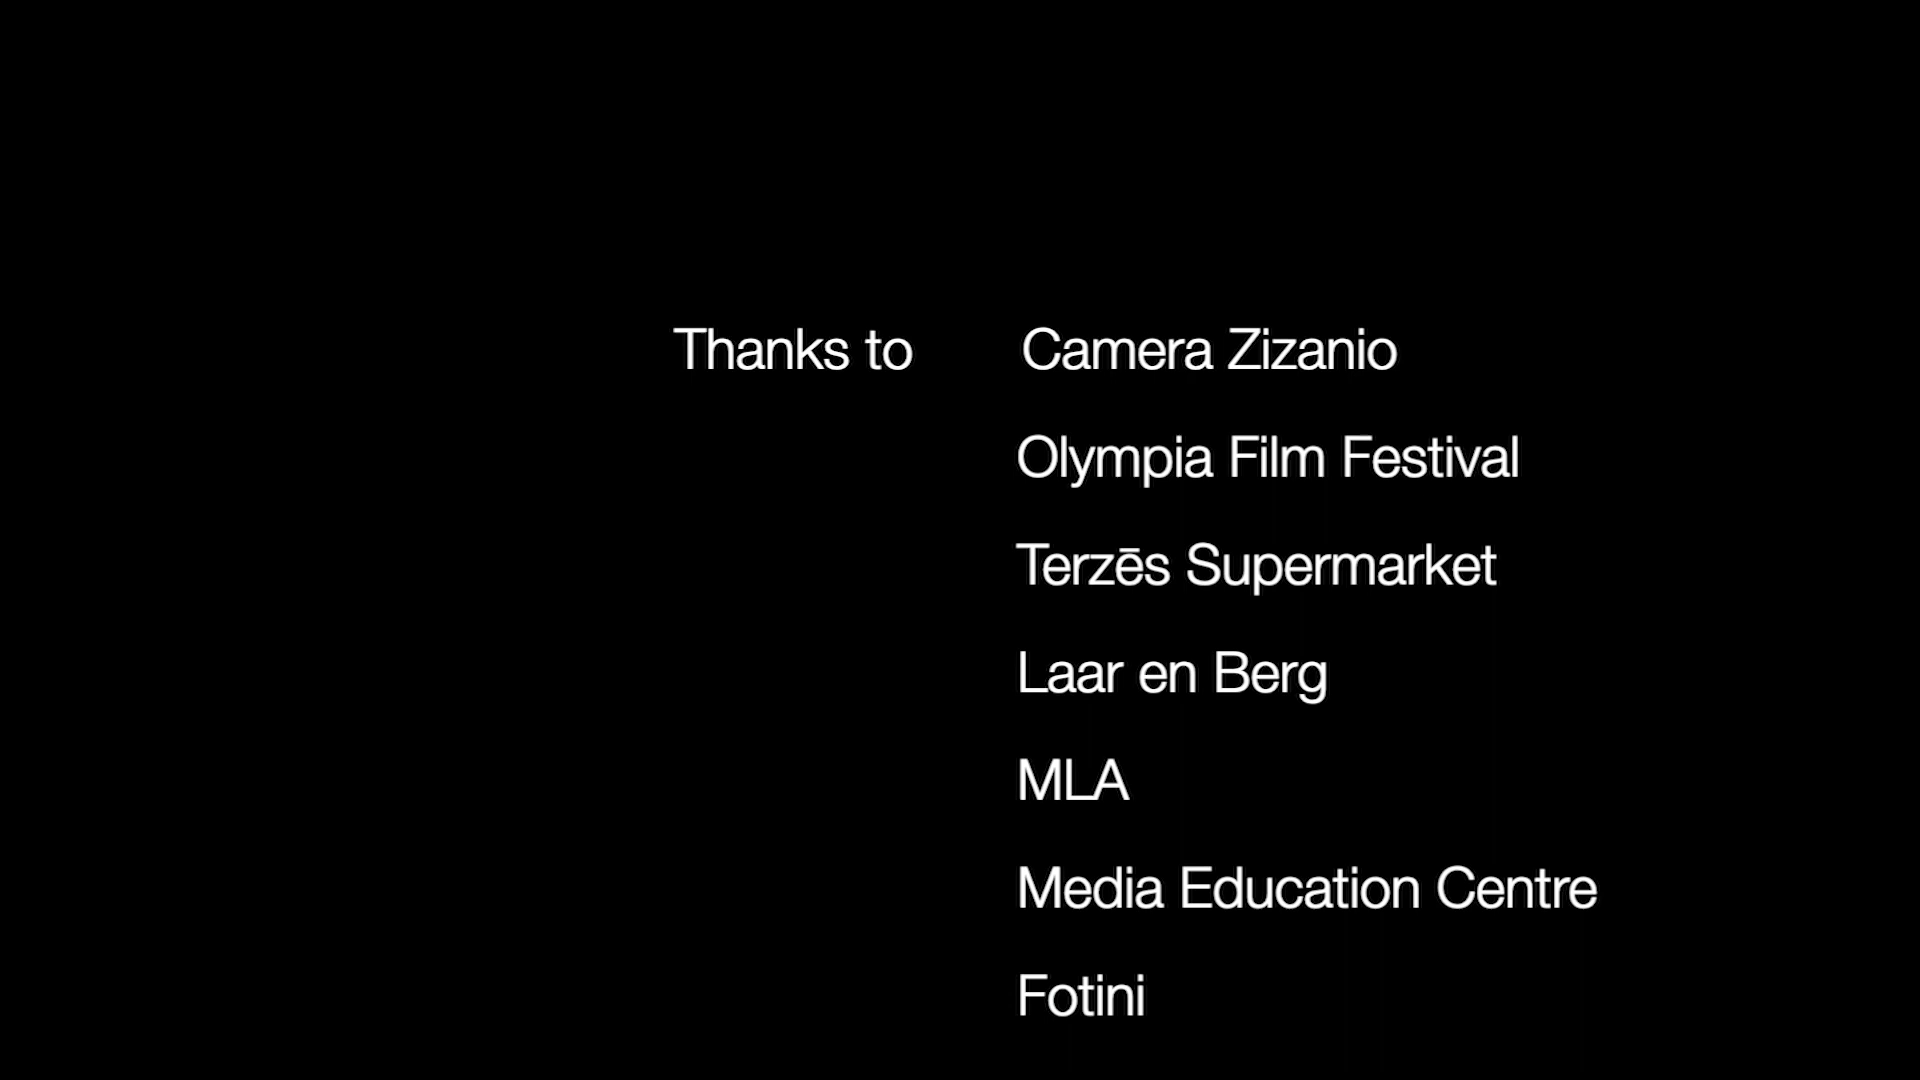 Thanks to Camera Zizanio
Olympia Film Festival
Terzēs Supermarket
Laar en Berg
MLA
Media Education Centre
Fotini